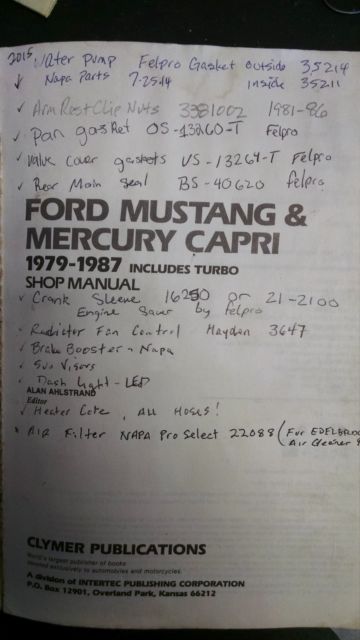 2015 Water Pump Felpro Gasket outside 35214
Napa Parts 7-25-14 inside 35211
Arm Rest Clip Nuts 3381002 1981-86
Pan gasket OS-13260-T Felpro
Valve Cover gaskets VS-13264-T Felpro
Rear Main Seal BS-40620 felpro
FORD MUSTANG &
MERCURY CAPRI
1979-1987 INCLUDES TURBO
SHOP MANUAL
Crank Sleeve 16250 or 21-2100
Engine Saver by felpro
Radiator Fan Control Hayden 3647
Brake Booster - Napa
Sun Visors
Dash Light - LED
ALAN AHLSTRAND
Editor
Heater Core, ALL HOSES!
AIR Filter NAPA Pro Select 22088 (For EDELBROC
Air Cleaner
CLYMER PUBLICATIONS
World's largest publisher of books
devoted exclusively to automobiles and motorcycles.
A division of INTERTEC PUBLISHING CORPORATION
P.O. Box 12901, Overland Park, Kansas 66212